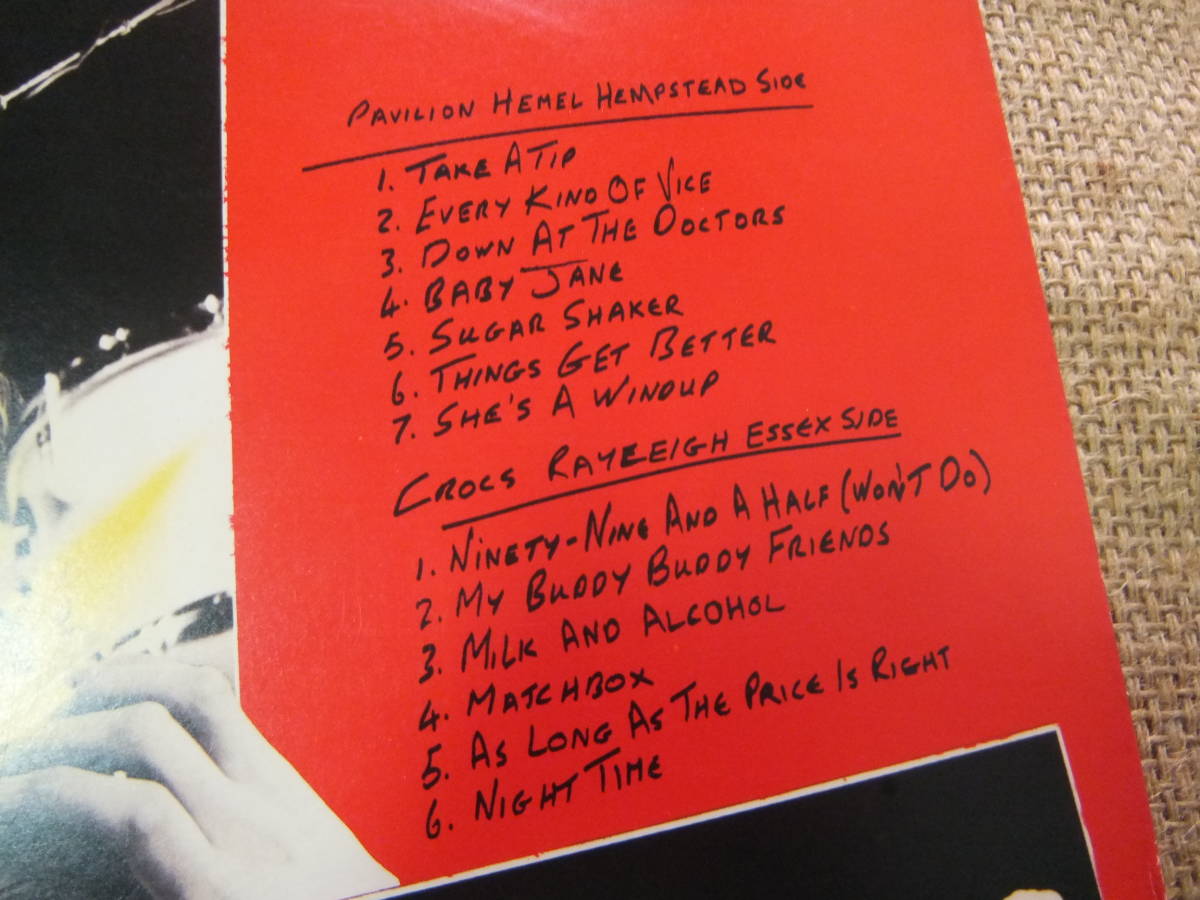 PAVILION HEMEL HEMPSTEAD SIDE
1. TAKE A TIP
2. EVERY KIND OF VICE
3. DOWN AT THE DOCTORS
4. BABY JANE
5. SUGAR SHAKER
6. THINGS GET BETTER
7. SHE'S A WINDUP
CROCS RAYLEIGH ESSEX SIDE
1. NINETY-NINE AND A HALF (WON'T DO)
2. MY BUDDY BUDDY FRIENDS
3. MILK AND ALCOHOL
4. MATCHBOX
5. AS LONG AS THE PRICE IS RIGHT
6. NIGHT TIME